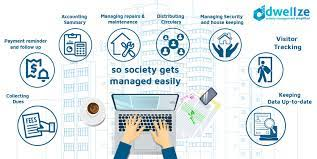 dwellze
society management simplified
Accounting
Summary
Managing repairs &
maintenance
Distributing
Circulars
Managing Security
and house keeping
Payment reminder
and follow up
Visitor
Tracking
so society gets
managed easily
Collecting
Dues
FEES
Keeping
Data Up-to-date